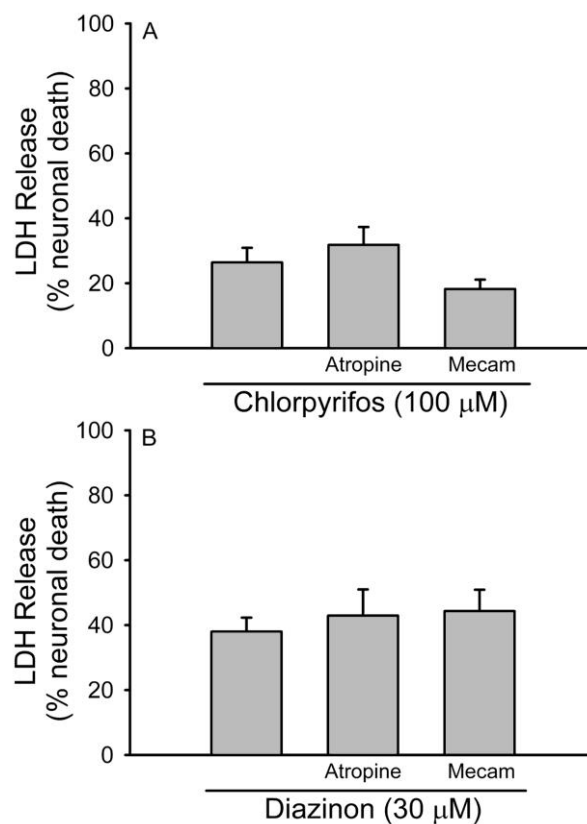 A
LDH Release
(% neuronal death)
100
80
60
40
20
0
Atropine Mecam
Chlorpyrifos (100 μM)
B
LDH Release
(% neuronal death)
100
80
60
40
20
0
Atropine Mecam
Diazinon (30 μM)